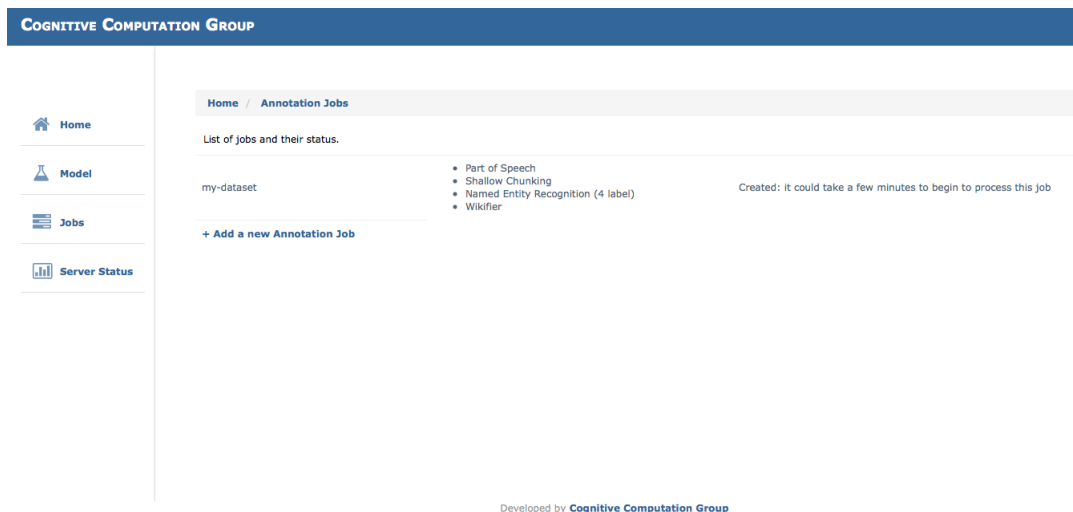 COGNITIVE COMPUTATION GROUP
Home / Annotation Jobs
Home
List of jobs and their status.
Model
my-dataset
• Part of Speech
• Shallow Chunking
• Named Entity Recognition (4 label)
• Wikifier
Created: it could take a few minutes to begin to process this job
Jobs
+ Add a new Annotation Job
Server Status
Developed by Cognitive Computation Group